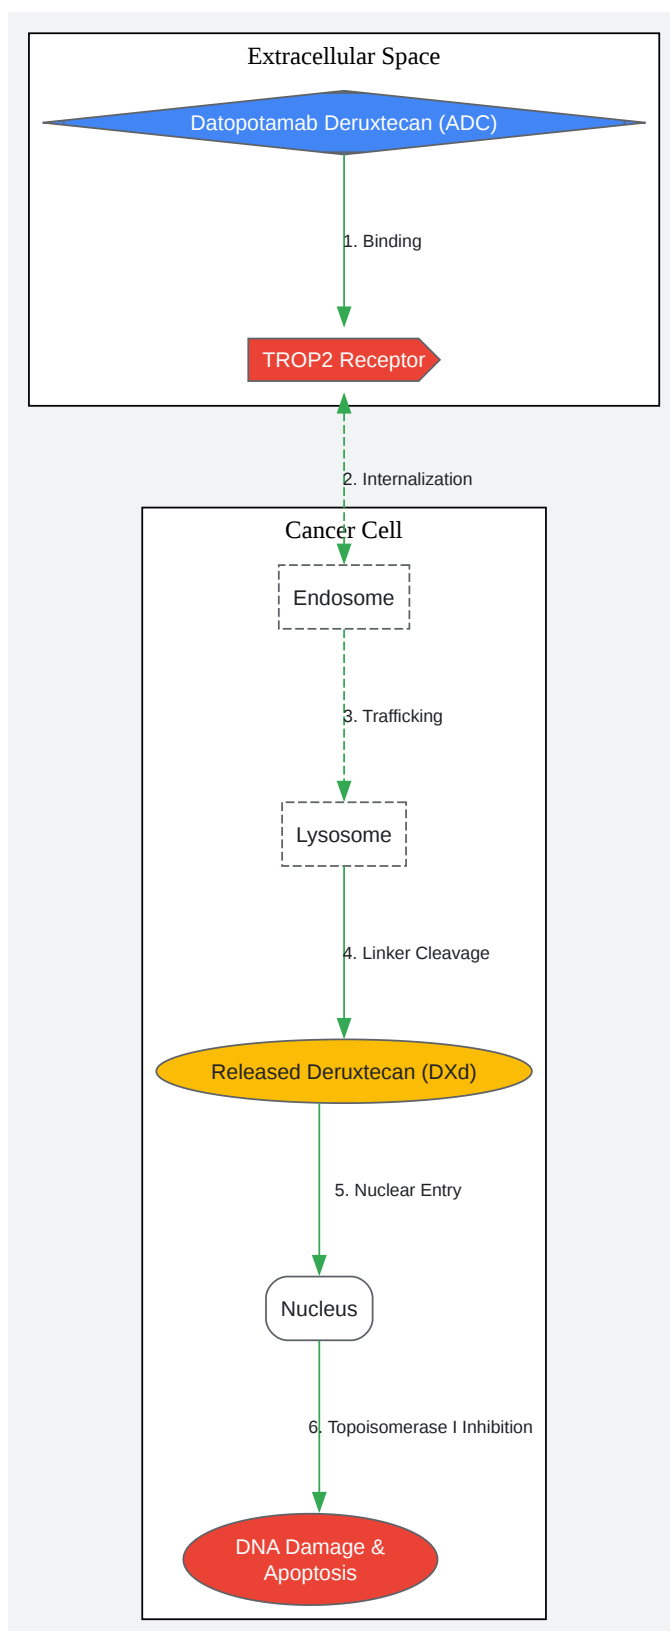 Extracellular Space
Datopotamab Deruxtecan (ADC)
1. Binding
TROP2 Receptor
2. Internalization
Cancer Cell
Endosome
3. Trafficking
Lysosome
4. Linker Cleavage
Released Deruxtecan (DXd)
5. Nuclear Entry
Nucleus
6. Topoisomerase I Inhibition
DNA Damage &
Apoptosis